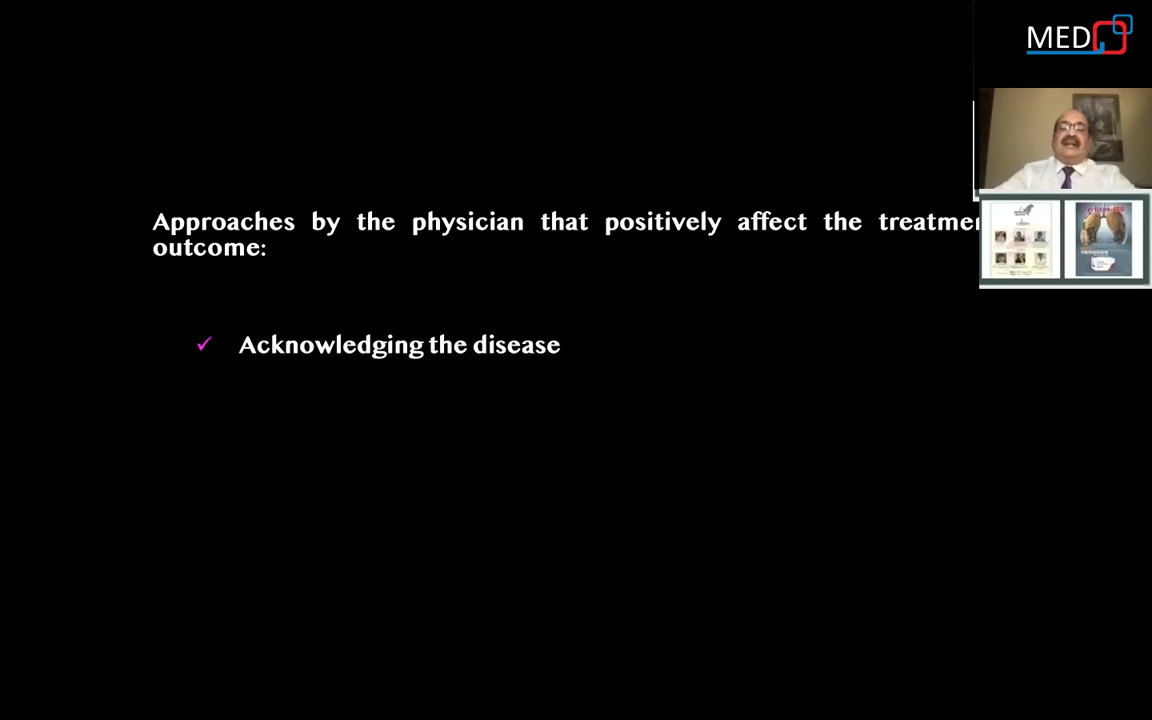 MED
Approaches by the physician that positively affect the treatmen
outcome:
✓ Acknowledging the disease